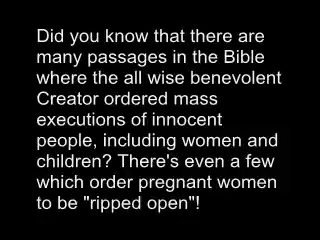 Did you know that there are
many passages in the Bible
where the all wise benevolent
Creator ordered mass
executions of innocent
people, including women and
children? There's even a few
which order pregnant women
to be "ripped open"!